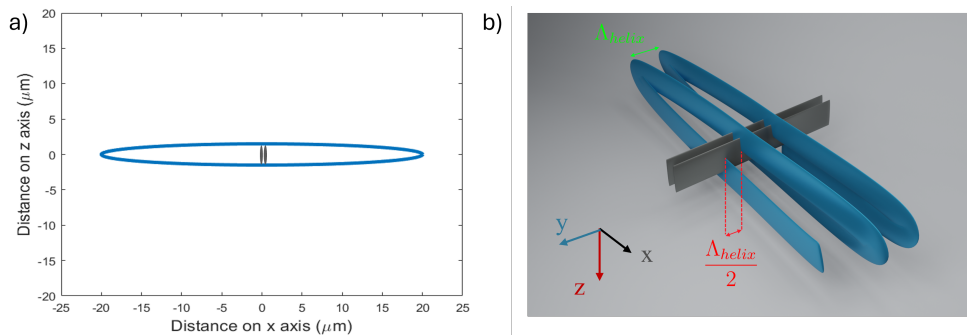 a)
20
15
10
5
0
-5
-10
-15
-20
Distance on z axis (μm)
-25 -20 -15 -10 -5 0 5 10 15 20 25
Distance on x axis (μm)
b)
Λhelix
y
x
z
Λhelix
2